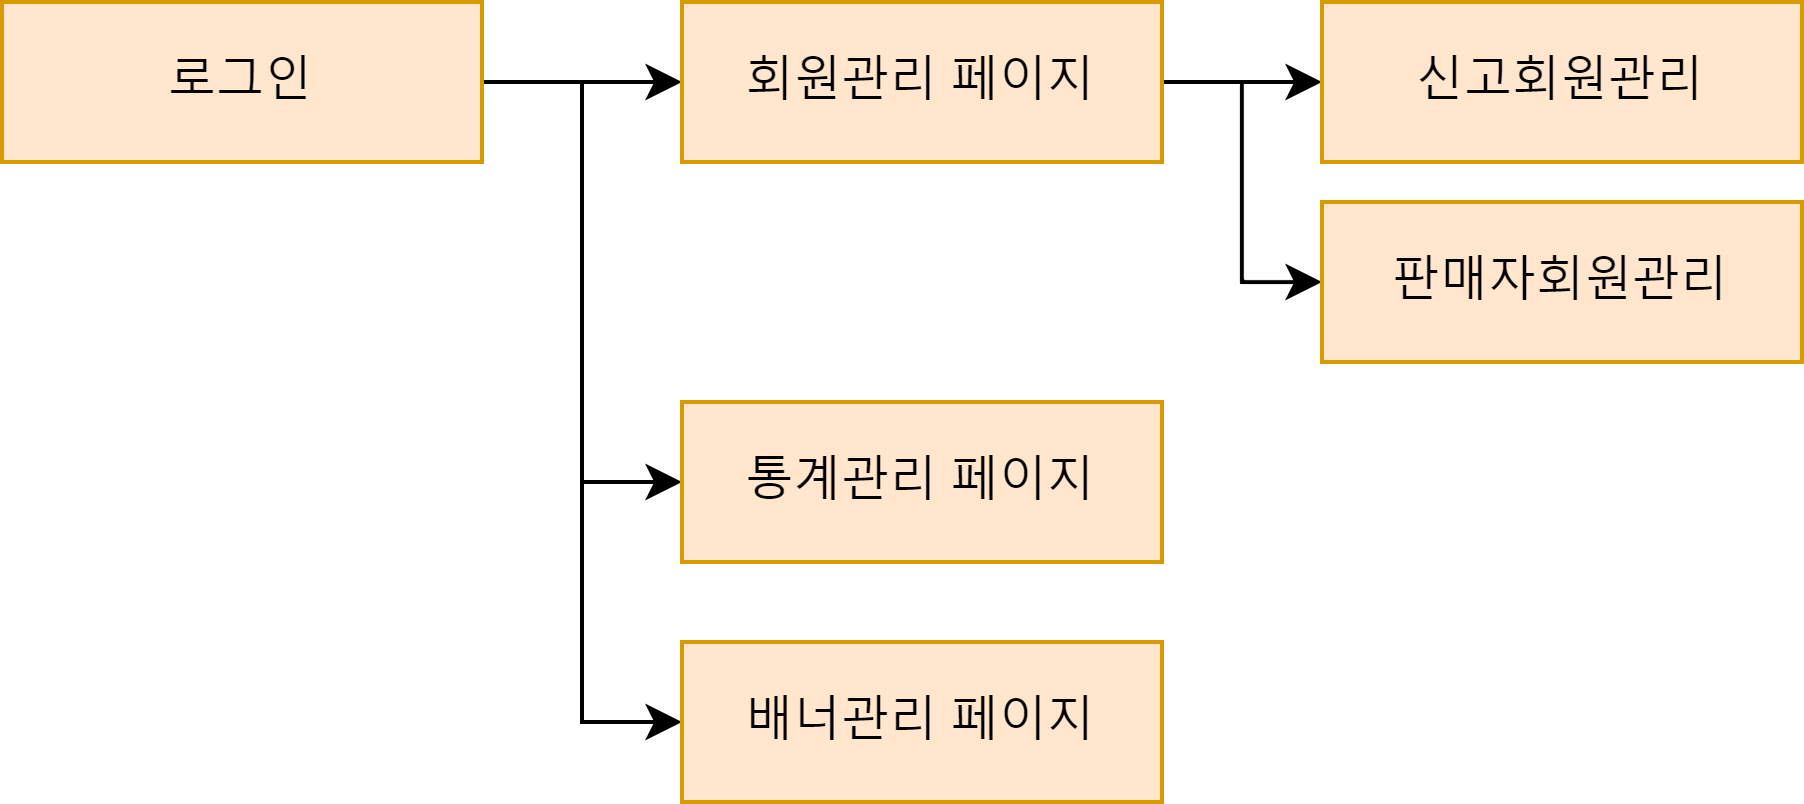 로그인
회원관리 페이지
신고회원관리
판매자회원관리
통계관리 페이지
배너관리 페이지